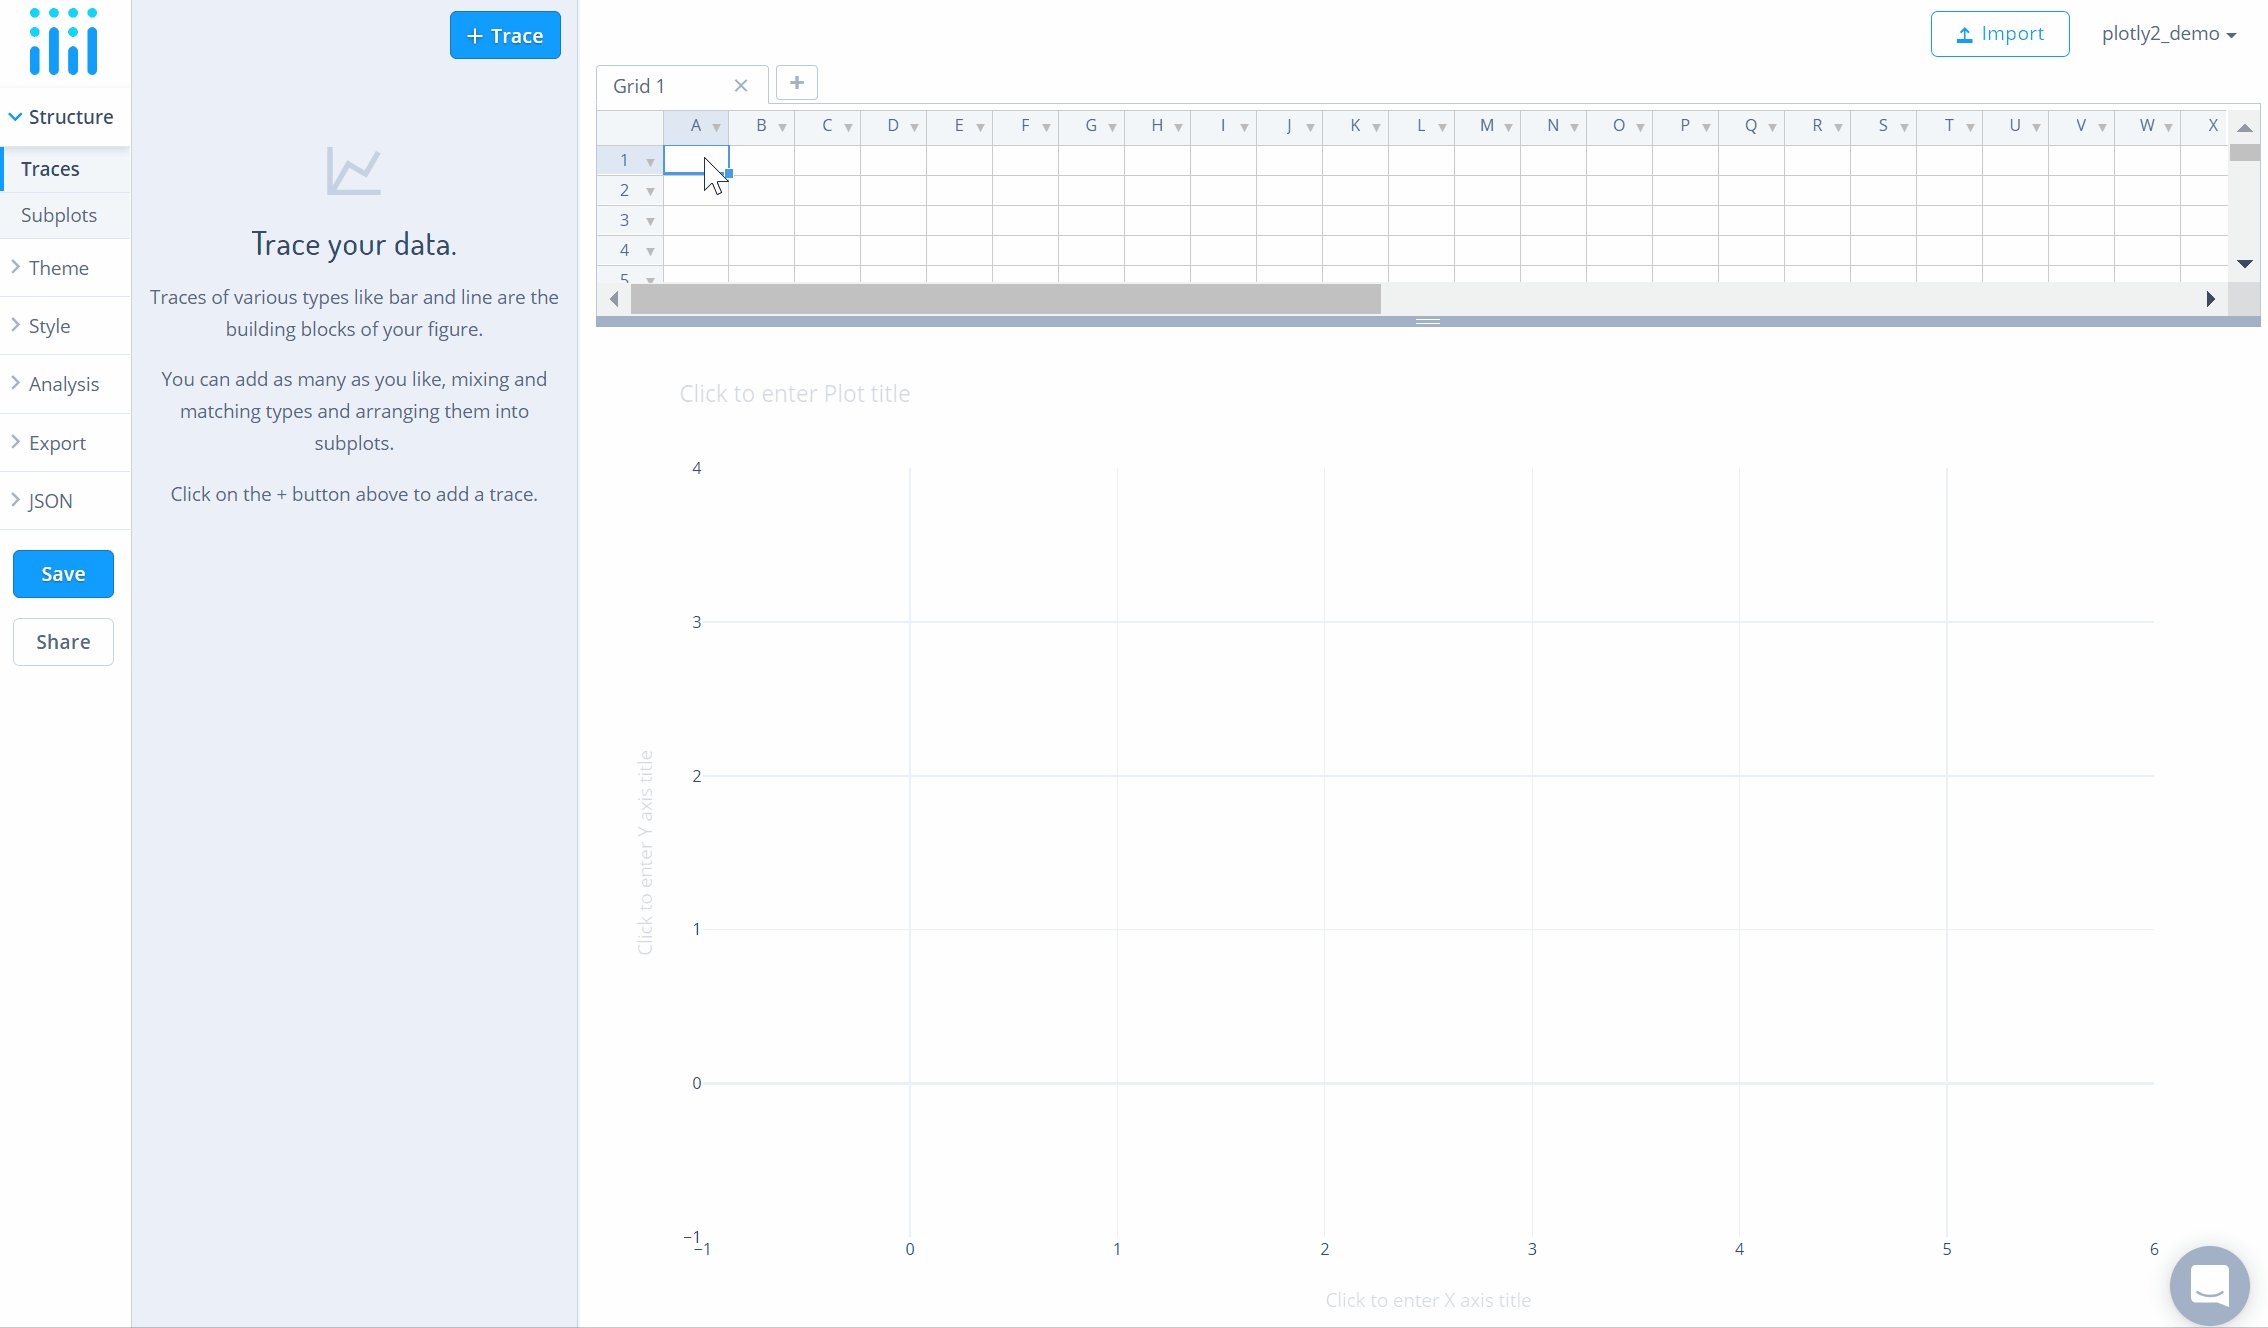 + Trace
Import
plotly2_demo
Grid 1
+
Structure
Traces
Subplots
Theme
Style
Analysis
Export
JSON
Save
Share
Trace your data.
Traces of various types like bar and line are the
building blocks of your figure.
You can add as many as you like, mixing and
matching types and arranging them into
subplots.
Click on the + button above to add a trace.
A B C D E F G H I J K L M N O P Q R S T U V W X
1
2
3
4
5
Click to enter Plot title
4
3
2
1
0
−1
Click to enter Y axis title
−1 0 1 2 3 4 5 6
Click to enter X axis title